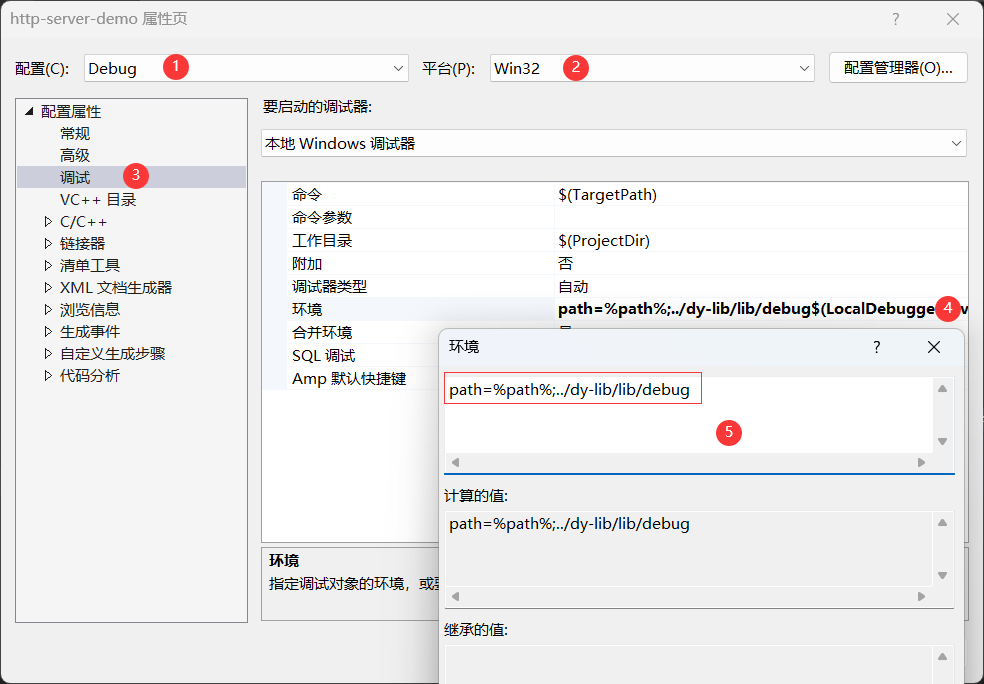 http-server-demo 属性页
?
配置(C):
Debug
1
平台(P):
Win32
2
配置管理器(O)...
配置属性
常规
高级
调试
3
VC++ 目录
C/C++
链接器
清单工具
XML 文档生成器
浏览信息
生成事件
自定义生成步骤
代码分析
要启动的调试器:
本地 Windows 调试器
命令
$(TargetPath)
命令参数
工作目录
$(ProjectDir)
附加
否
调试器类型
自动
环境
path=%path%;../dy-lib/lib/debug$(LocalDebugge
4
合并环境
SQL 调试
Amp 默认快捷键
环境
指定调试对象的环境，或
环境
?
path=%path%;../dy-lib/lib/debug
5
计算的值:
path=%path%;../dy-lib/lib/debug
继承的值: